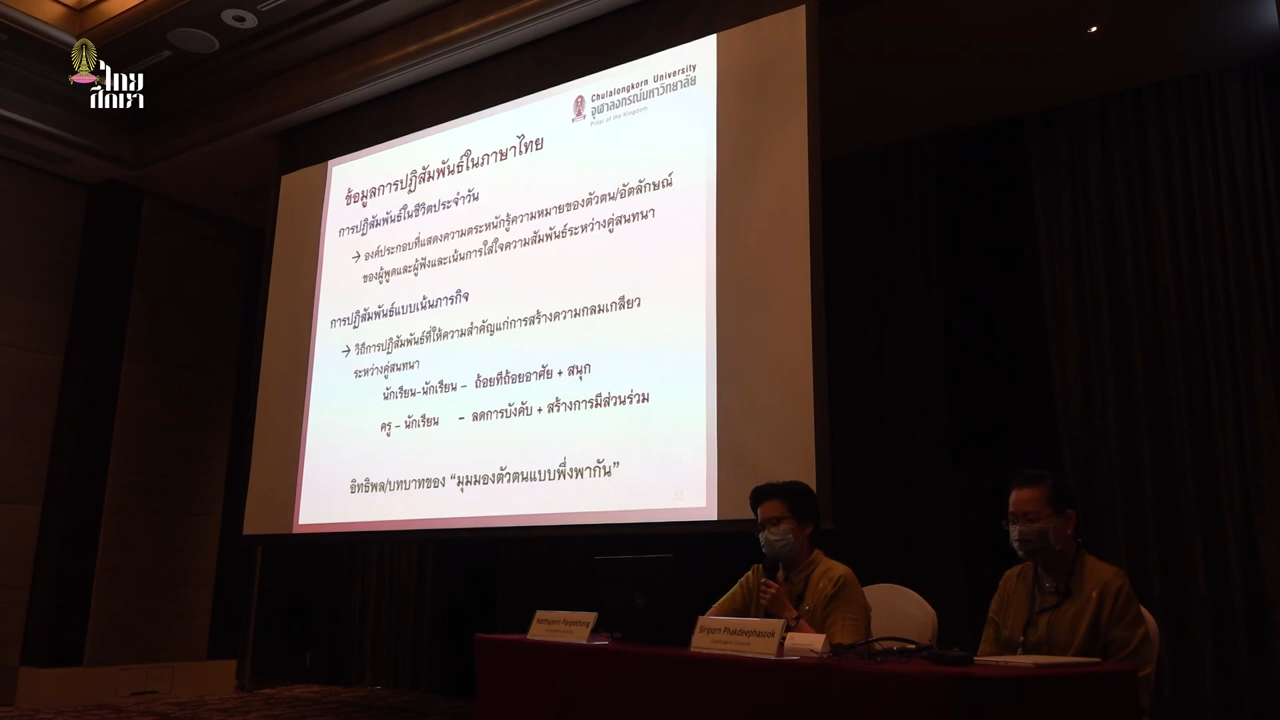 ไทย
ศึกษา
Chulalongkorn University
จุฬาลงกรณ์มหาวิทยาลัย
Pillar of the Kingdom
ข้อมูลการปฏิสัมพันธ์ในภาษาไทย
การปฏิสัมพันธ์ในชีวิตประจำวัน
→ องค์ประกอบที่แสดงความตระหนักรู้ความหมายของตัวตน/อัตลักษณ์
ของผู้พูดและผู้ฟังและเน้นการใส่ใจความสัมพันธ์ระหว่างคู่สนทนา
การปฏิสัมพันธ์แบบเน้นภารกิจ
→ วิถีการปฏิสัมพันธ์ที่ให้ความสำคัญแก่การสร้างความกลมเกลียว
ระหว่างคู่สนทนา
นักเรียน-นักเรียน – ถ้อยทีถ้อยอาศัย + สนุก
ครู – นักเรียน – ลดการบังคับ + สร้างการมีส่วนร่วม
อิทธิพล/บทบาทของ “มุมมองตัวตนแบบพึ่งพากัน”
Natthaporn Panpothong
Siriporn Phakdeephasook
Chulalongkorn University